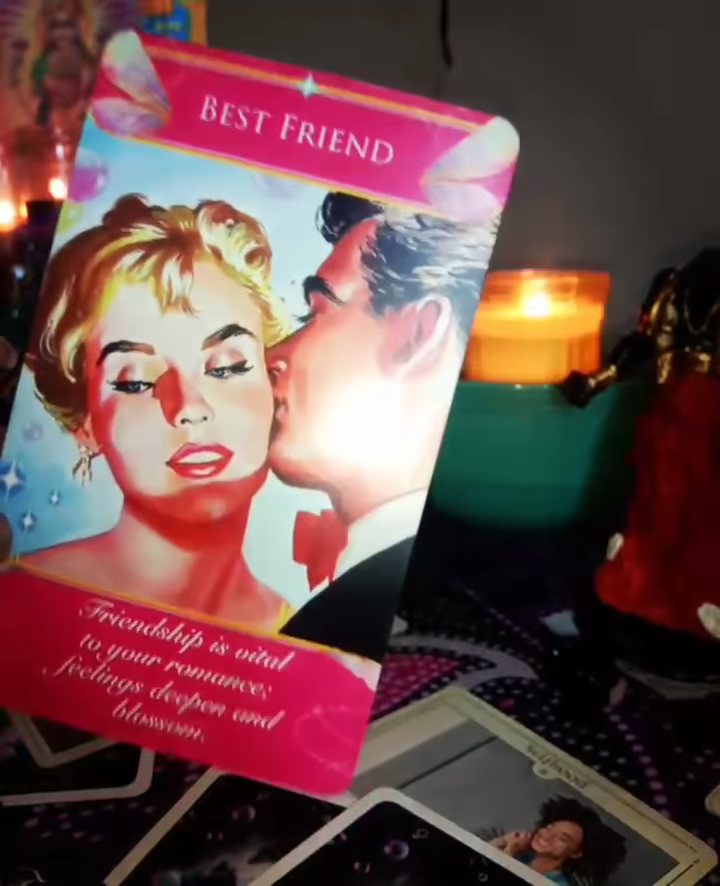 BEST FRIEND
Friendship is vital
to your romance;
feelings deepen and
blossom.